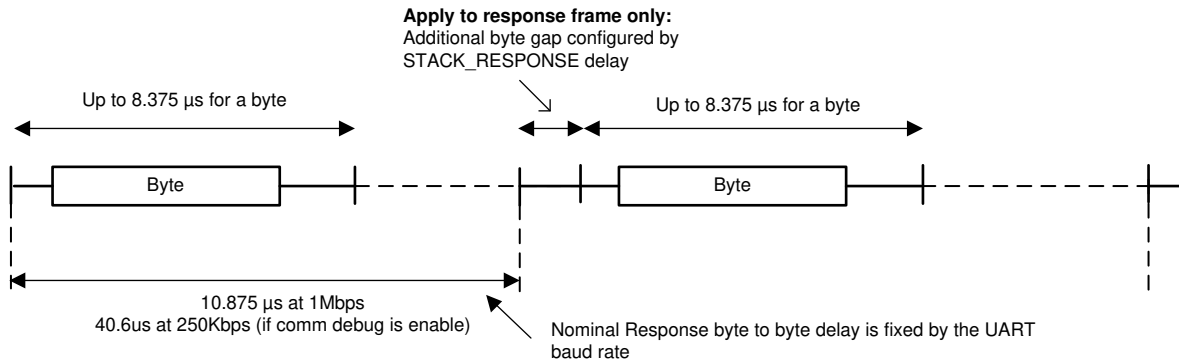 Apply to response frame only:
Additional byte gap configured by
STACK_RESPONSE delay
Up to 8.375 µs for a byte
Up to 8.375 µs for a byte
Byte
Byte
10.875 µs at 1Mbps
40.6us at 250Kbps (if comm debug is enable)
Nominal Response byte to byte delay is fixed by the UART
baud rate